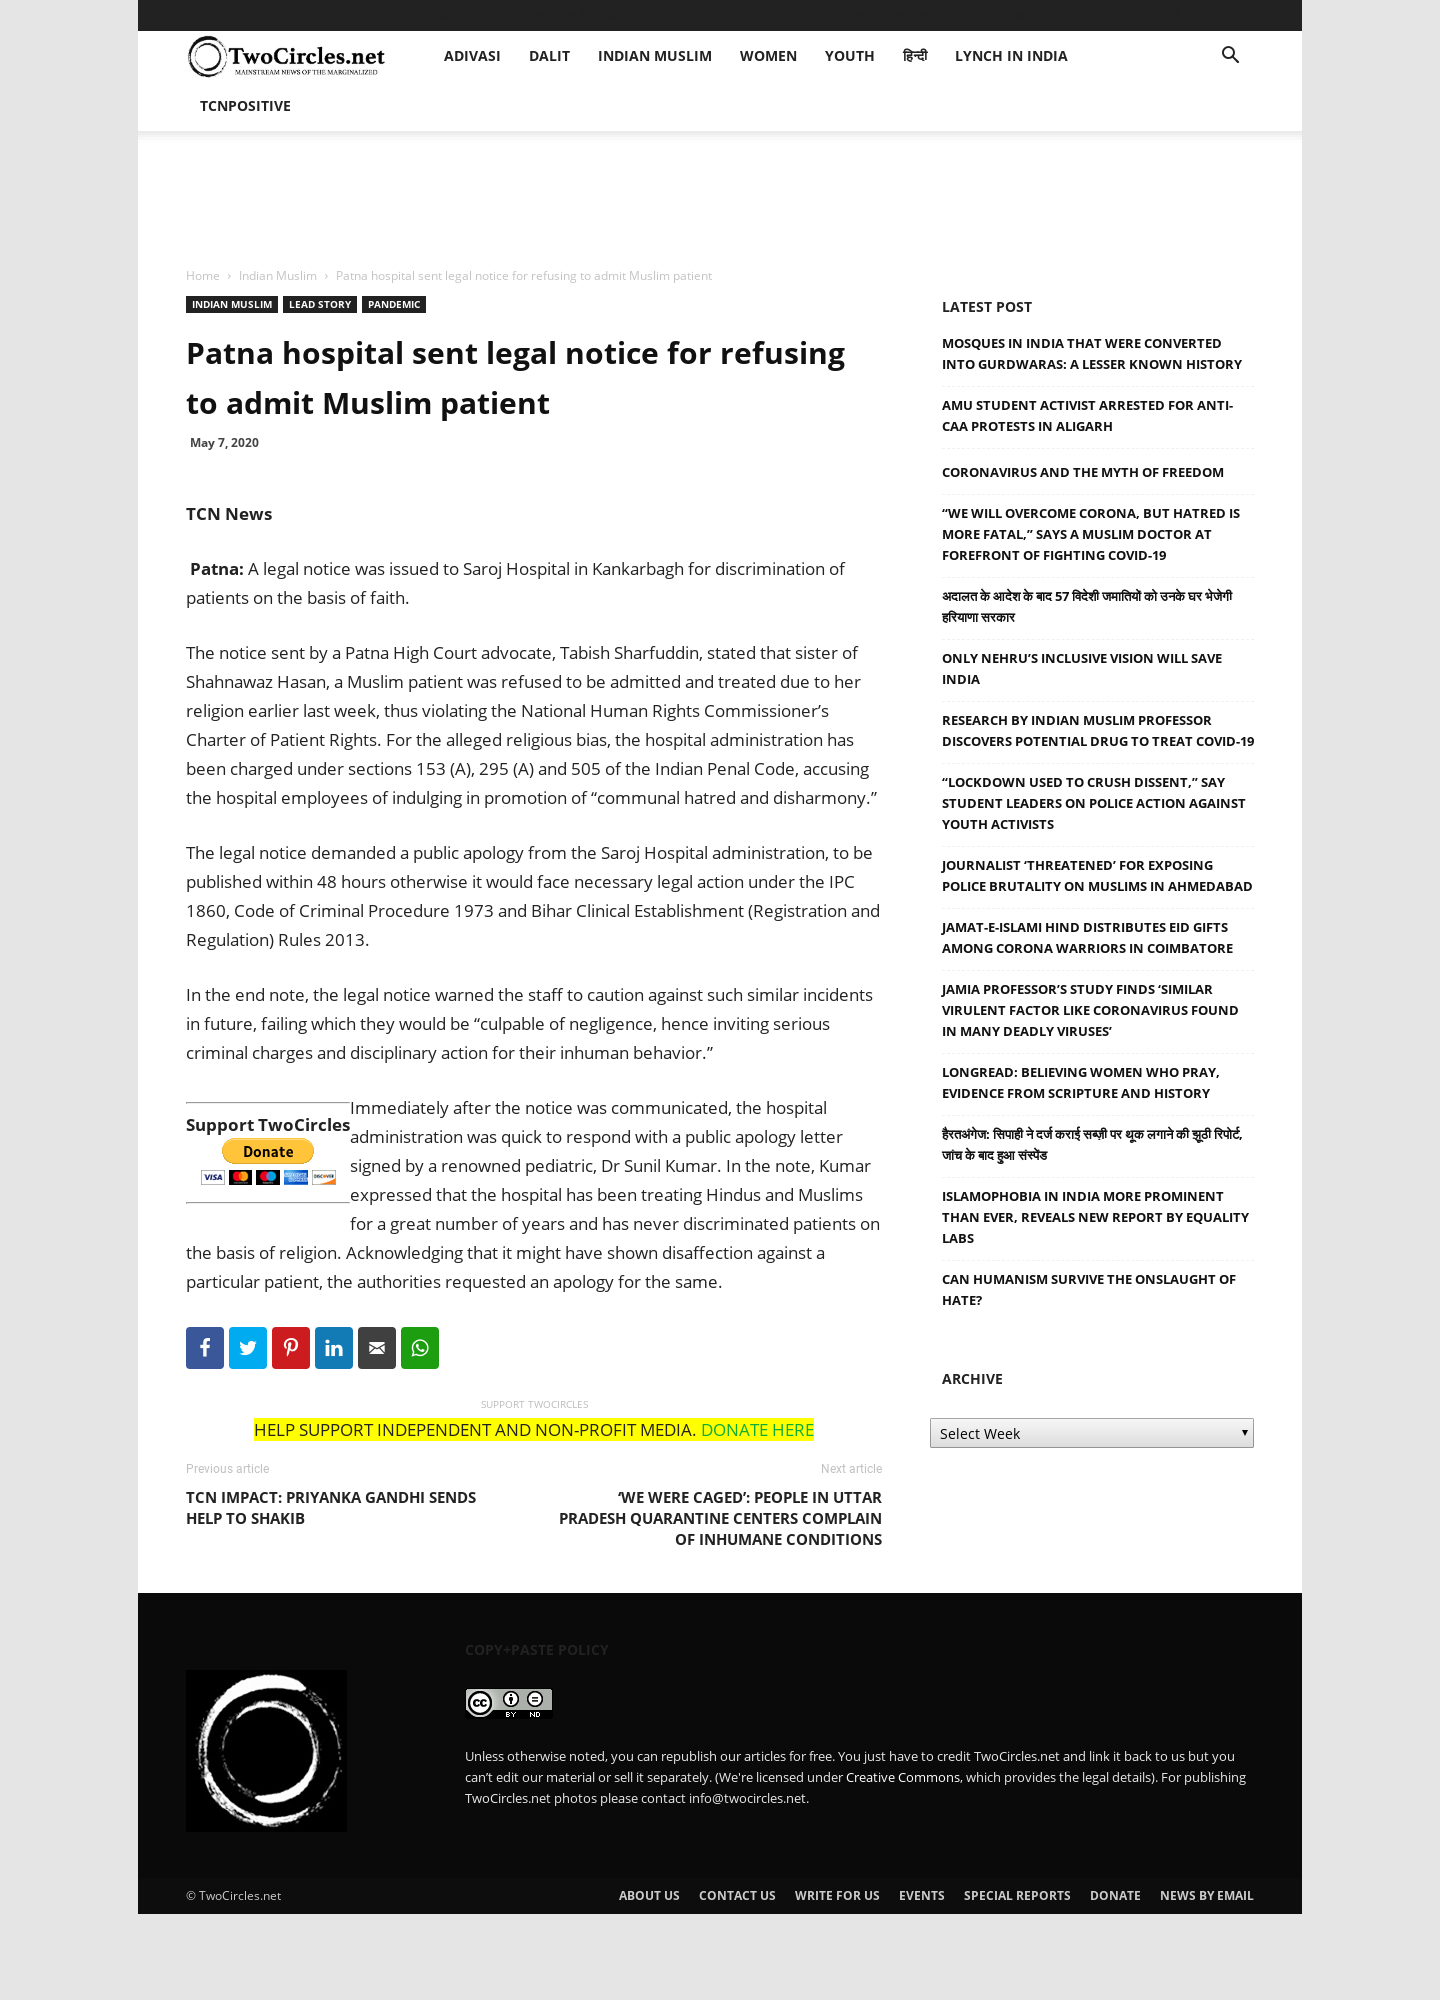 TwoCircles.net
MAINSTREAM NEWS OF THE MARGINALIZED
ADIVASI DALIT INDIAN MUSLIM WOMEN YOUTH हिन्दी LYNCH IN INDIA
TCNPOSITIVE
Home › Indian Muslim › Patna hospital sent legal notice for refusing to admit Muslim patient
INDIAN MUSLIM LEAD STORY PANDEMIC
Patna hospital sent legal notice for refusing
to admit Muslim patient
May 7, 2020
TCN News
Patna: A legal notice was issued to Saroj Hospital in Kankarbagh for discrimination of
patients on the basis of faith.
The notice sent by a Patna High Court advocate, Tabish Sharfuddin, stated that sister of
Shahnawaz Hasan, a Muslim patient was refused to be admitted and treated due to her
religion earlier last week, thus violating the National Human Rights Commissioner’s
Charter of Patient Rights. For the alleged religious bias, the hospital administration has
been charged under sections 153 (A), 295 (A) and 505 of the Indian Penal Code, accusing
the hospital employees of indulging in promotion of “communal hatred and disharmony.”
The legal notice demanded a public apology from the Saroj Hospital administration, to be
published within 48 hours otherwise it would face necessary legal action under the IPC
1860, Code of Criminal Procedure 1973 and Bihar Clinical Establishment (Registration and
Regulation) Rules 2013.
In the end note, the legal notice warned the staff to caution against such similar incidents
in future, failing which they would be “culpable of negligence, hence inviting serious
criminal charges and disciplinary action for their inhuman behavior.”
Support TwoCircles
Donate
VISA DISCOVER
Immediately after the notice was communicated, the hospital
administration was quick to respond with a public apology letter
signed by a renowned pediatric, Dr Sunil Kumar. In the note, Kumar
expressed that the hospital has been treating Hindus and Muslims
for a great number of years and has never discriminated patients on
the basis of religion. Acknowledging that it might have shown disaffection against a
particular patient, the authorities requested an apology for the same.
SUPPORT TWOCIRCLES
HELP SUPPORT INDEPENDENT AND NON-PROFIT MEDIA. DONATE HERE
Previous article
TCN IMPACT: PRIYANKA GANDHI SENDS
HELP TO SHAKIB
Next article
‘WE WERE CAGED’: PEOPLE IN UTTAR
PRADESH QUARANTINE CENTERS COMPLAIN
OF INHUMANE CONDITIONS
LATEST POST
MOSQUES IN INDIA THAT WERE CONVERTED
INTO GURDWARAS: A LESSER KNOWN HISTORY
AMU STUDENT ACTIVIST ARRESTED FOR ANTI-
CAA PROTESTS IN ALIGARH
CORONAVIRUS AND THE MYTH OF FREEDOM
“WE WILL OVERCOME CORONA, BUT HATRED IS
MORE FATAL,” SAYS A MUSLIM DOCTOR AT
FOREFRONT OF FIGHTING COVID-19
अदालत के आदेश के बाद 57 विदेशी जमातियों को उनके घर भेजेगी
हरियाणा सरकार
ONLY NEHRU’S INCLUSIVE VISION WILL SAVE
INDIA
RESEARCH BY INDIAN MUSLIM PROFESSOR
DISCOVERS POTENTIAL DRUG TO TREAT COVID-19
“LOCKDOWN USED TO CRUSH DISSENT,” SAY
STUDENT LEADERS ON POLICE ACTION AGAINST
YOUTH ACTIVISTS
JOURNALIST ‘THREATENED’ FOR EXPOSING
POLICE BRUTALITY ON MUSLIMS IN AHMEDABAD
JAMAT-E-ISLAMI HIND DISTRIBUTES EID GIFTS
AMONG CORONA WARRIORS IN COIMBATORE
JAMIA PROFESSOR’S STUDY FINDS ‘SIMILAR
VIRULENT FACTOR LIKE CORONAVIRUS FOUND
IN MANY DEADLY VIRUSES’
LONGREAD: BELIEVING WOMEN WHO PRAY,
EVIDENCE FROM SCRIPTURE AND HISTORY
हैरतअंगेज: सिपाही ने दर्ज कराई सब्ज़ी पर थूक लगाने की झूठी रिपोर्ट,
जांच के बाद हुआ संस्पेंड
ISLAMOPHOBIA IN INDIA MORE PROMINENT
THAN EVER, REVEALS NEW REPORT BY EQUALITY
LABS
CAN HUMANISM SURVIVE THE ONSLAUGHT OF
HATE?
ARCHIVE
Select Week
COPY+PASTE POLICY
CC BY ND
Unless otherwise noted, you can republish our articles for free. You just have to credit TwoCircles.net and link it back to us but you
can’t edit our material or sell it separately. (We're licensed under Creative Commons, which provides the legal details). For publishing
TwoCircles.net photos please contact info@twocircles.net.
© TwoCircles.net
ABOUT US CONTACT US WRITE FOR US EVENTS SPECIAL REPORTS DONATE NEWS BY EMAIL